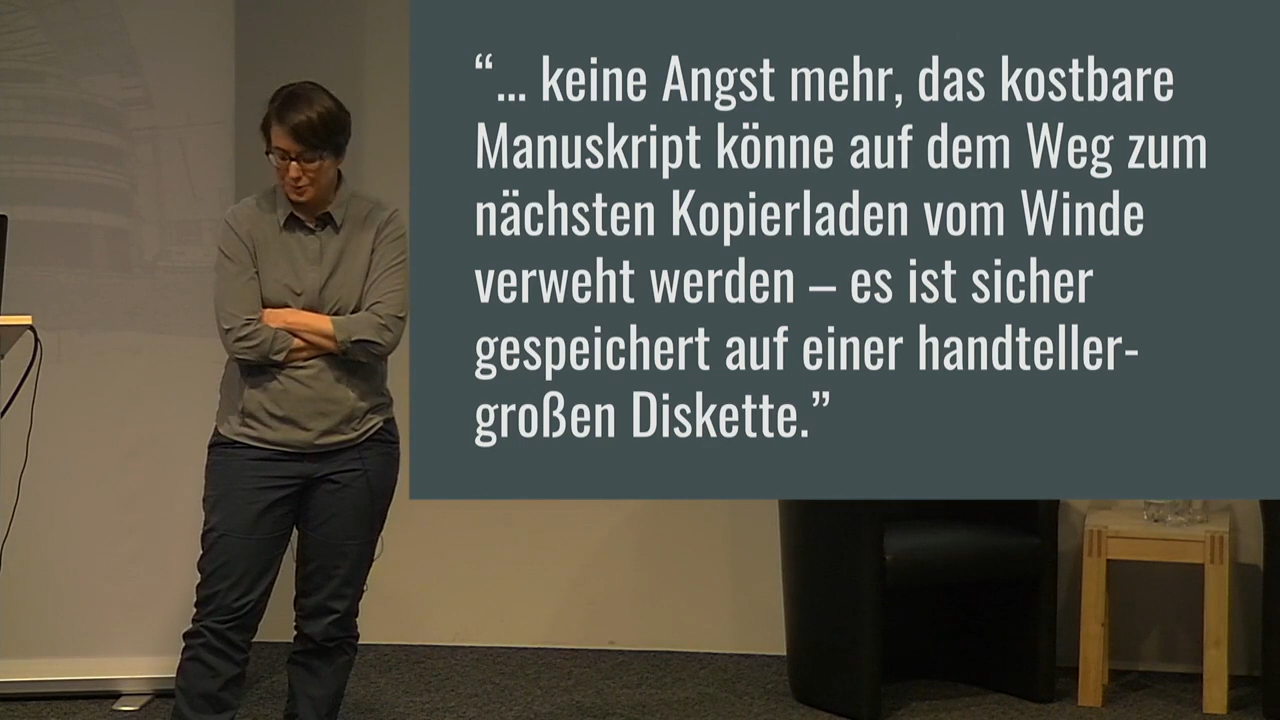 “... keine Angst mehr, das kostbare
Manuskript könne auf dem Weg zum
nächsten Kopierladen vom Winde
verweht werden – es ist sicher
gespeichert auf einer handteller-
großen Diskette.”